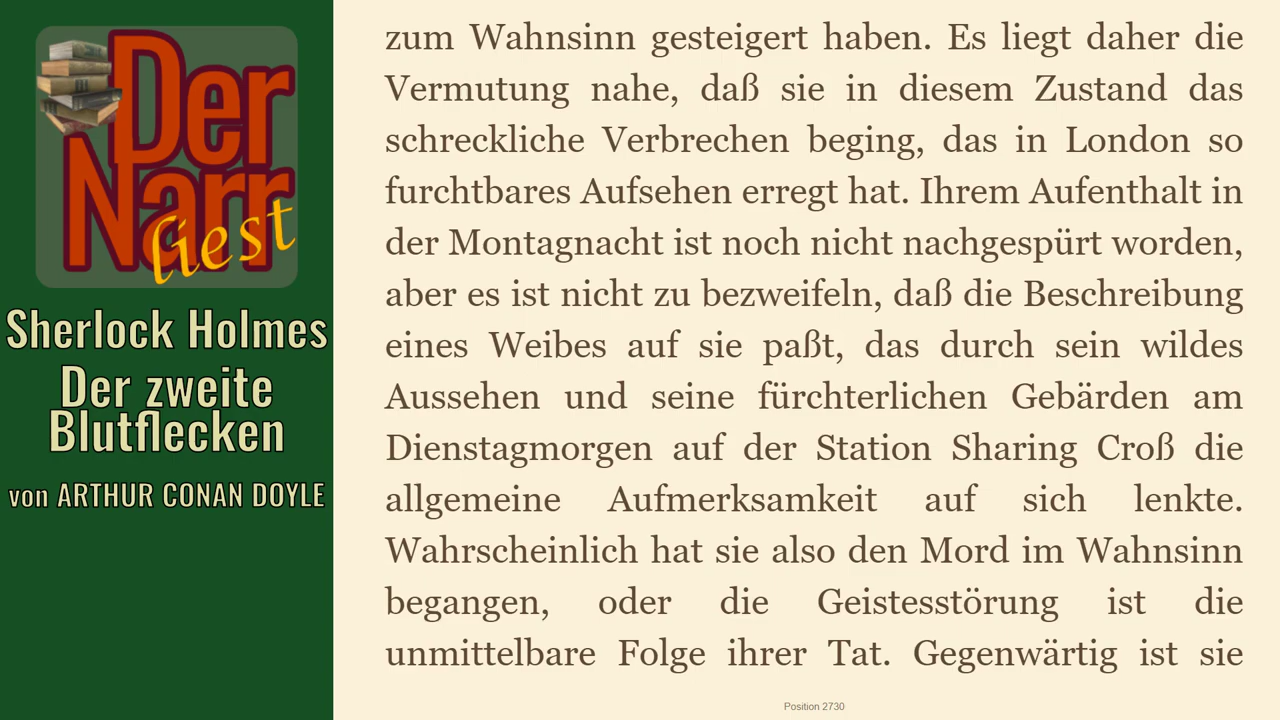 Der
Narr
liest
Sherlock Holmes
Der zweite
Blutflecken
von ARTHUR CONAN DOYLE
zum Wahnsinn gesteigert haben. Es liegt daher die
Vermutung nahe, daß sie in diesem Zustand das
schreckliche Verbrechen beging, das in London so
furchtbares Aufsehen erregt hat. Ihrem Aufenthalt in
der Montagnacht ist noch nicht nachgespürt worden,
aber es ist nicht zu bezweifeln, daß die Beschreibung
eines Weibes auf sie paßt, das durch sein wildes
Aussehen und seine fürchterlichen Gebärden am
Dienstagmorgen auf der Station Sharing Croß die
allgemeine Aufmerksamkeit auf sich lenkte.
Wahrscheinlich hat sie also den Mord im Wahnsinn
begangen, oder die Geistesstörung ist die
unmittelbare Folge ihrer Tat. Gegenwärtig ist sie
Position 2730